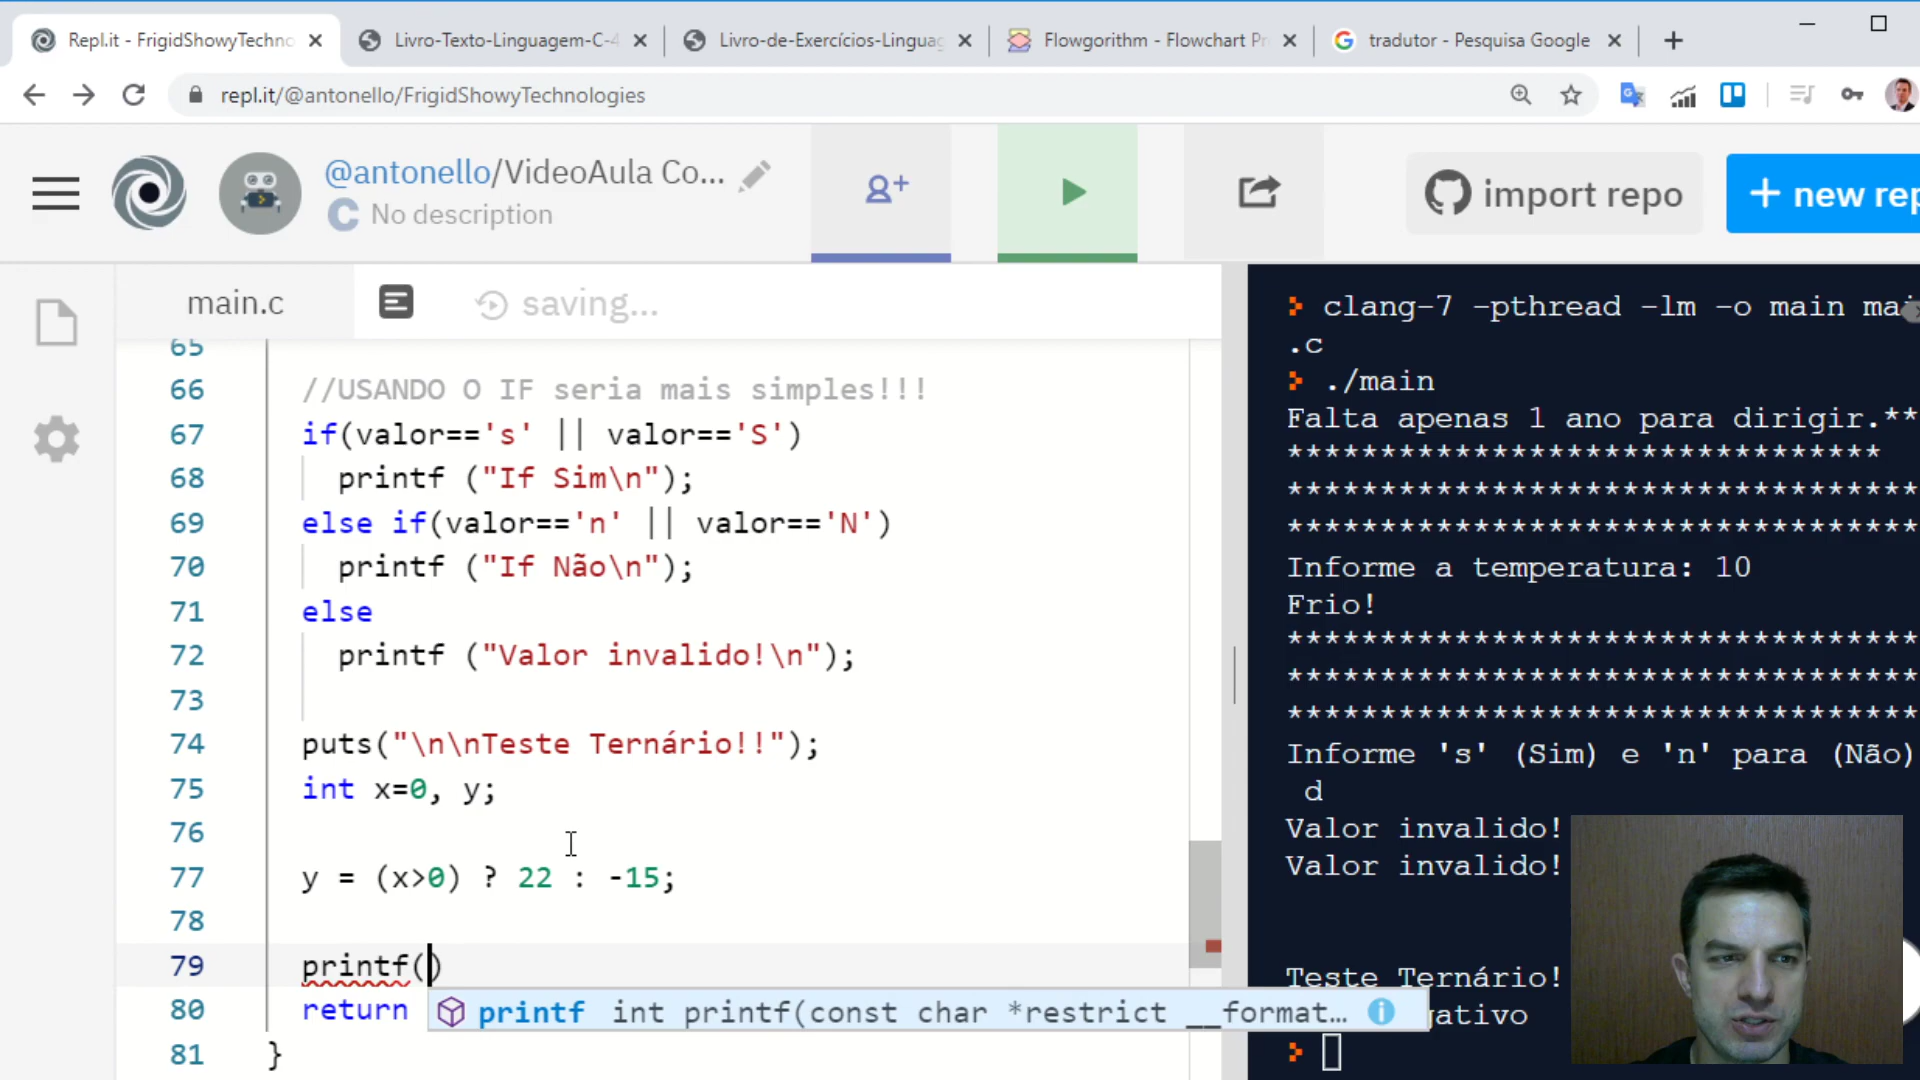 Repl.it - FrigidShowyTechno
Livro-Texto-Linguagem-C-4
Livro-de-Exercícios-Linguag
Flowgorithm - Flowchart Pr
tradutor - Pesquisa Google
repl.it/@antonello/FrigidShowyTechnologies
@antonello/VideoAula Co...
No description
import repo
+ new rep
main.c
saving...
65
66 //USANDO O IF seria mais simples!!!
67 if(valor=='s' || valor=='S')
68 printf ("If Sim\n");
69 else if(valor=='n' || valor=='N')
70 printf ("If Não\n");
71 else
72 printf ("Valor invalido!\n");
73
74 puts("\n\nTeste Ternário!!");
75 int x=0, y;
76
77 y = (x>0) ? 22 : -15;
78
79 printf()
80 return
81 }
printf int printf(const char *restrict __format…
clang-7 -pthread -lm -o main mai
.c
./main
Falta apenas 1 ano para dirigir.**
********************************
**********************************
**********************************
Informe a temperatura: 10
Frio!
**********************************
**********************************
**********************************
Informe 's' (Sim) e 'n' para (Não)
d
Valor invalido!
Valor invalido!
Teste Ternário!
gativo